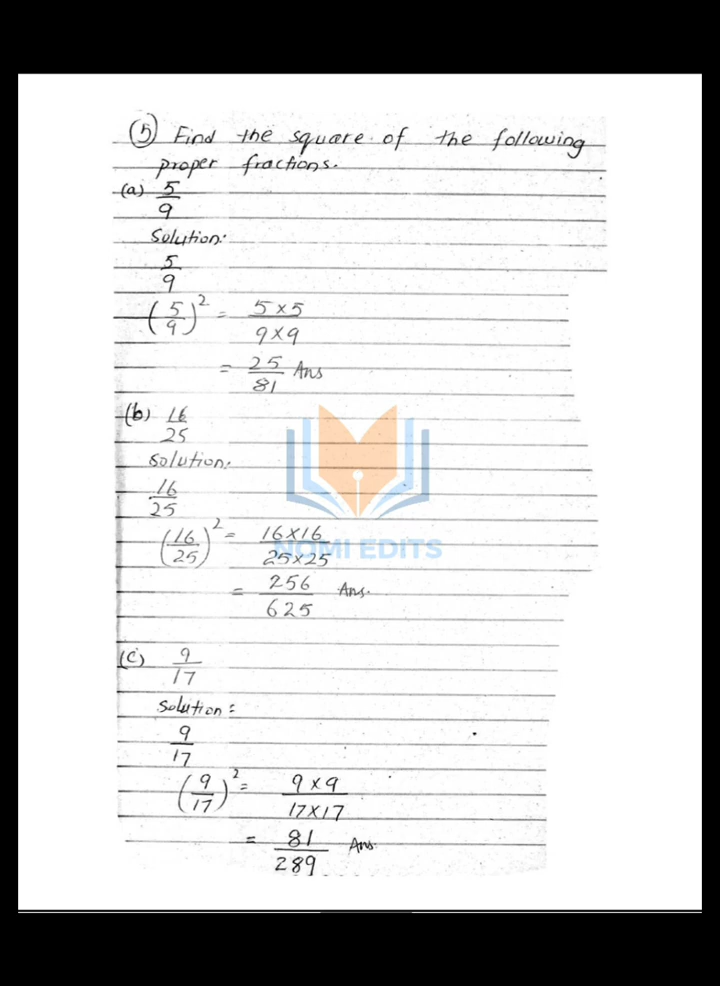 (5) Find the square of the following
proper fractions.
(a) 5/9
Solution:
5/9
(5/9)² = 5×5 / 9×9
= 25/81 Ans
(b) 16/25
Solution:
16/25
(16/25)² = 16×16 / 25×25
NOMI EDITS
= 256/625 Ans.
(c) 9/17
Solution:
9/17
(9/17)² = 9×9 / 17×17
= 81/289 Ans.